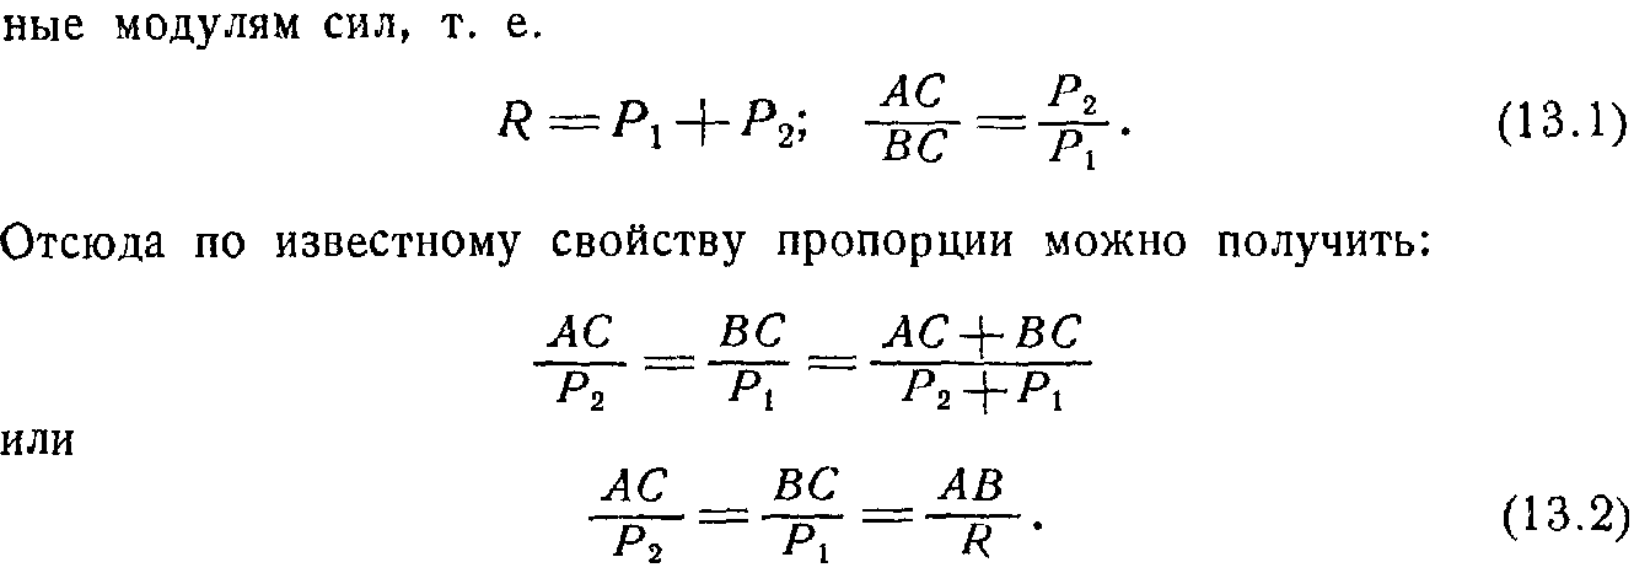 ные модулям сил, т. е.
R = P₁ + P₂; AC/BC = P₂/P₁. (13.1)
Отсюда по известному свойству пропорции можно получить:
AC/P₂ = BC/P₁ = (AC + BC)/(P₂ + P₁)
или
AC/P₂ = BC/P₁ = AB/R. (13.2)